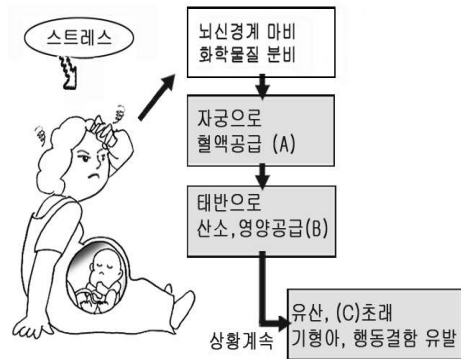 스트레스
뇌신경계 마비
화학물질 분비
자궁으로
혈액공급 (A)
태반으로
산소,영양공급(B)
상황계속
유산, (C)초래
기형아, 행동결함 유발